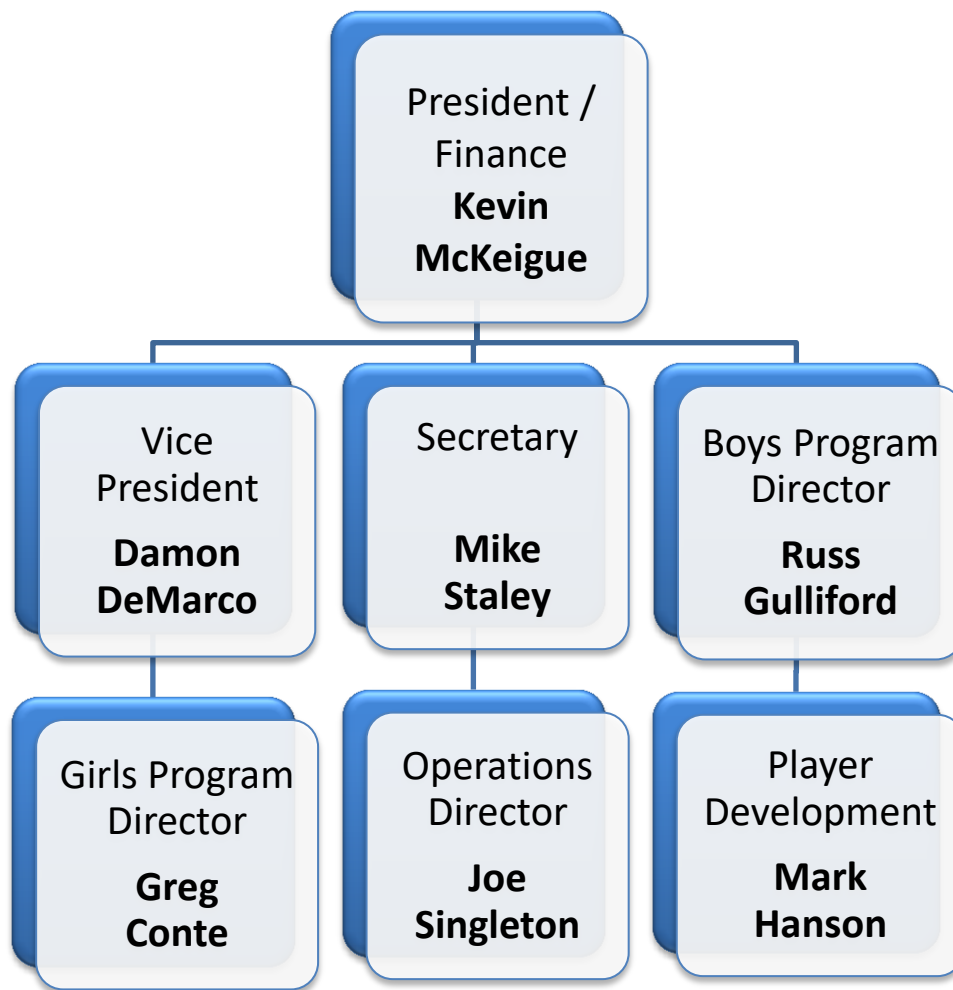 President /
Finance
Kevin
McKeigue
Vice
President
Damon
DeMarco
Secretary
Mike
Staley
Boys Program
Director
Russ
Gulliford
Girls Program
Director
Greg
Conte
Operations
Director
Joe
Singleton
Player
Development
Mark
Hanson